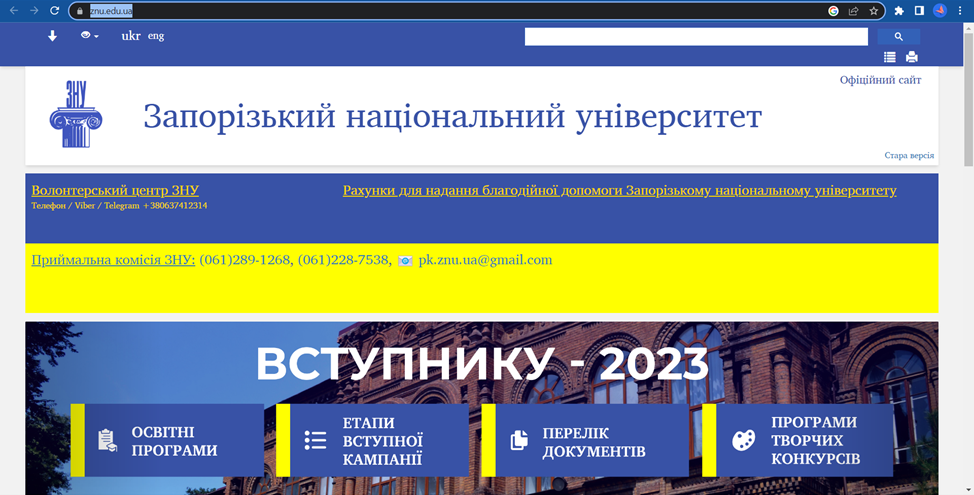 znu.edu.ua
ukr eng
Офіційний сайт
ЗНУ
Запорізький національний університет
Стара версія
Волонтерський центр ЗНУ
Телефон / Viber / Telegram +380637412314
Рахунки для надання благодійної допомоги Запорізькому національному університету
Приймальна комісія ЗНУ: (061)289-1268, (061)228-7538, pk.znu.ua@gmail.com
ВСТУПНИКУ - 2023
ОСВІТНІ
ПРОГРАМИ
ЕТАПИ
ВСТУПНОЇ
КАМПАНІЇ
ПЕРЕЛІК
ДОКУМЕНТІВ
ПРОГРАМИ
ТВОРЧИХ
КОНКУРСІВ